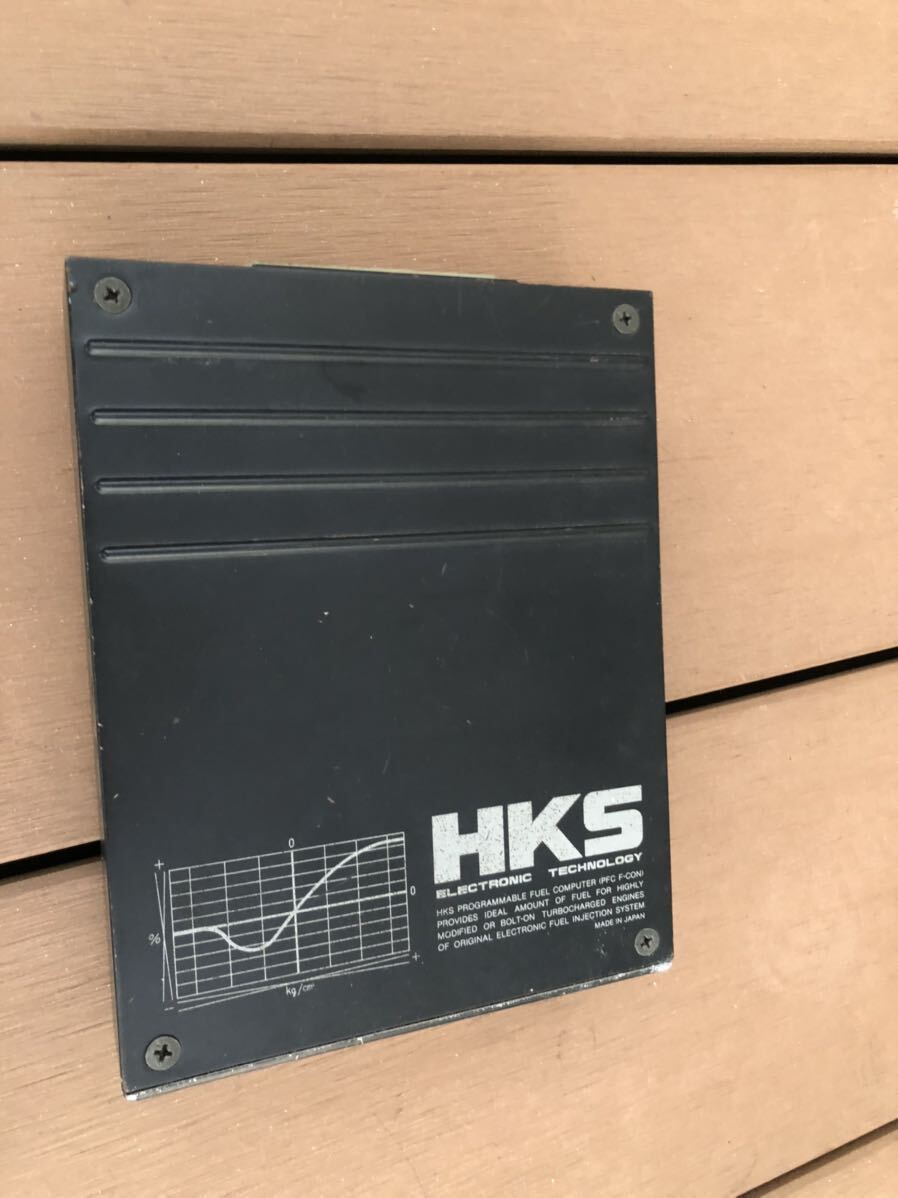 HKS
ELECTRONIC TECHNOLOGY
HKS PROGRAMMABLE FUEL COMPUTER (PFC F-CON)
PROVIDES IDEAL AMOUNT OF FUEL FOR HIGHLY
MODIFIED OR BOLT-ON TURBOCHARGED ENGINES
OF ORIGINAL ELECTRONIC FUEL INJECTION SYSTEM
MADE IN JAPAN
+
0
0
%
−
+
kg/cm²